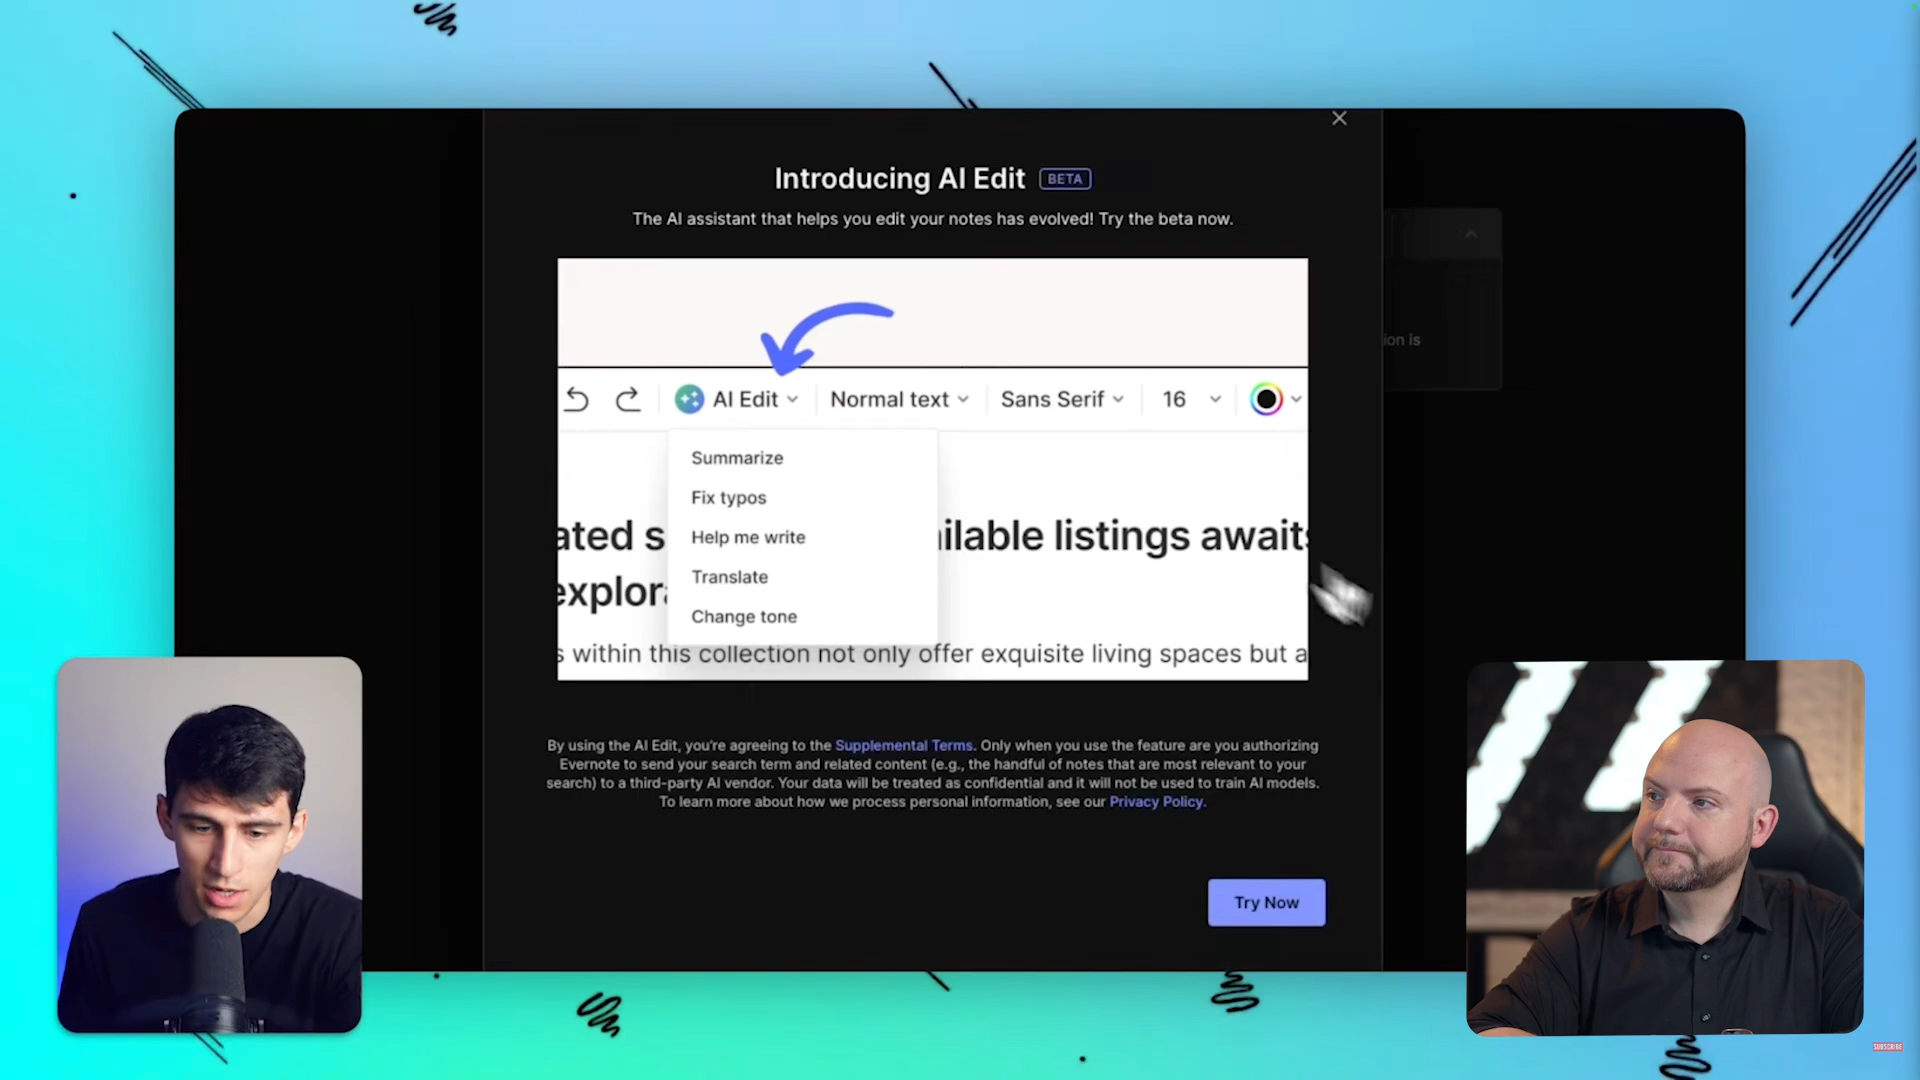 Introducing AI Edit BETA
The AI assistant that helps you edit your notes has evolved! Try the beta now.
ion is
AI Edit Normal text Sans Serif 16
Summarize
Fix typos
Help me write
Translate
Change tone
ated s ilable listings awaits
explora
s within this collection not only offer exquisite living spaces but a
By using the AI Edit, you're agreeing to the Supplemental Terms. Only when you use the feature are you authorizing
Evernote to send your search term and related content (e.g., the handful of notes that are most relevant to your
search) to a third-party AI vendor. Your data will be treated as confidential and it will not be used to train AI models.
To learn more about how we process personal information, see our Privacy Policy.
Try Now
SUBSCRIBE